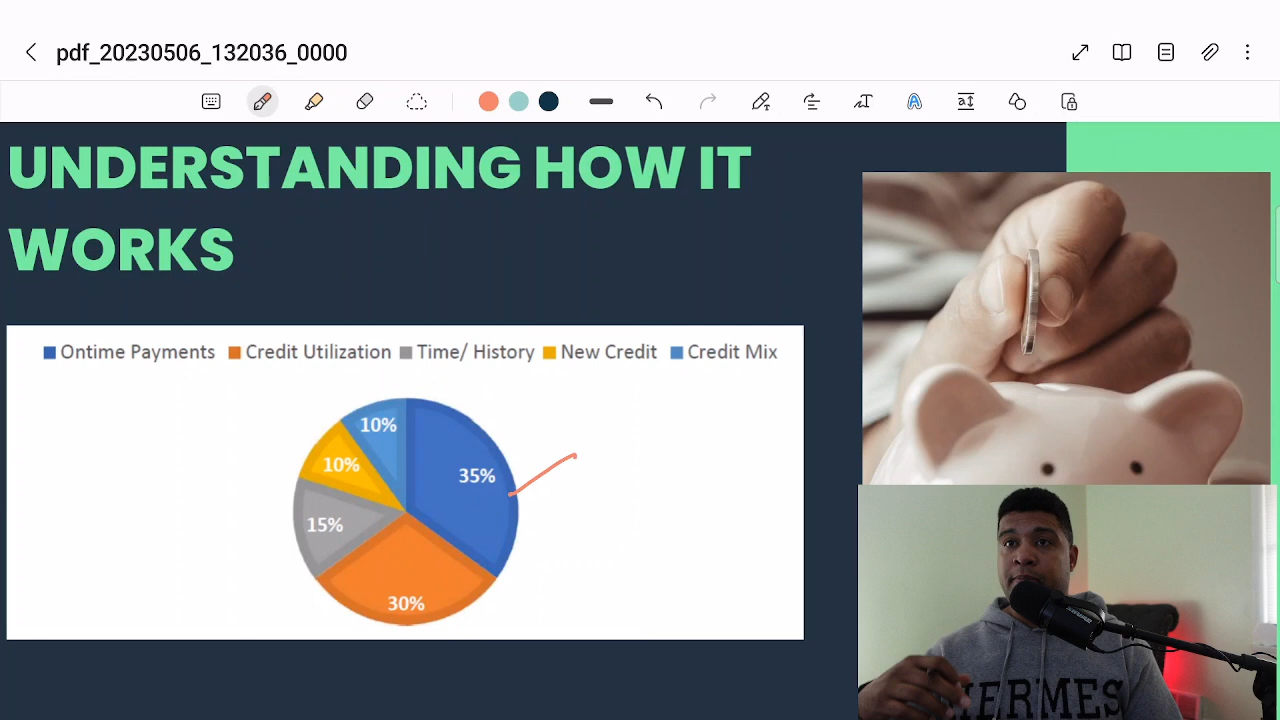 pdf_20230506_132036_0000
UNDERSTANDING HOW IT
WORKS
Ontime Payments Credit Utilization Time/ History New Credit Credit Mix
10%
10%
35%
15%
30%
HERMES